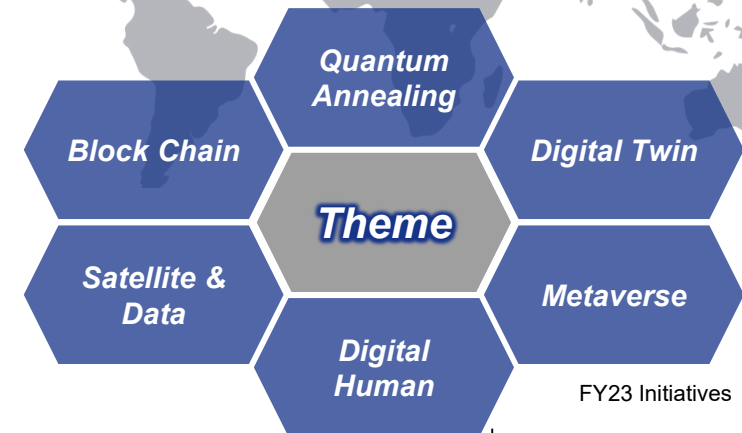 Quantum
Annealing
Block Chain
Digital Twin
Theme
Satellite &
Data
Metaverse
Digital
Human
FY23 Initiatives